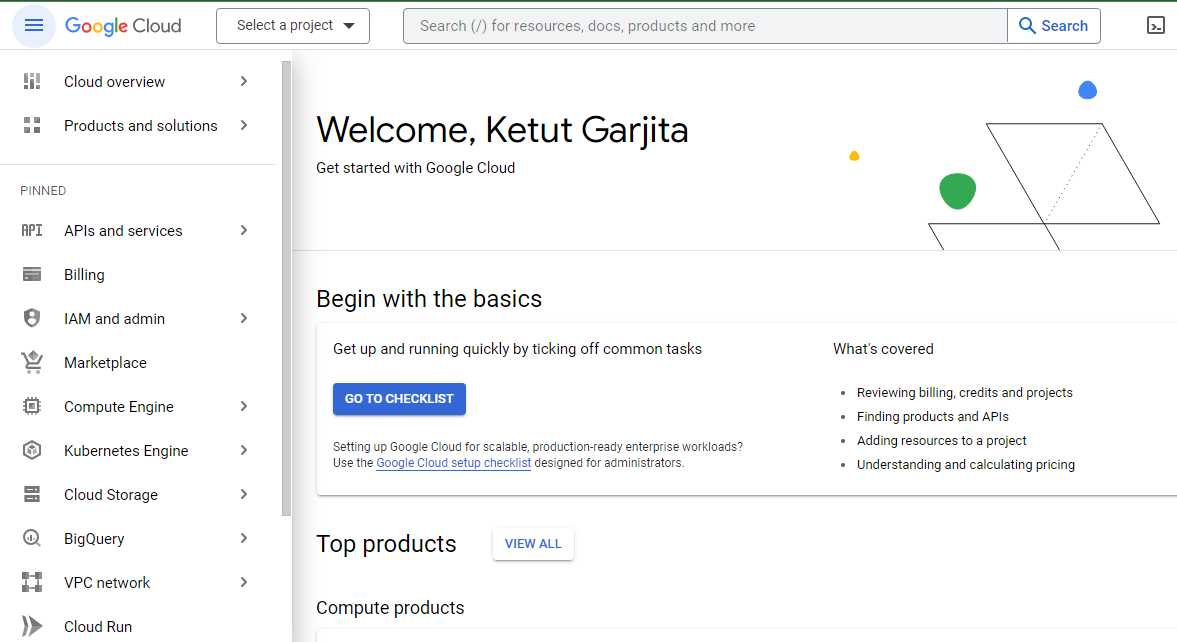 Google Cloud
Select a project
Search (/) for resources, docs, products and more
Search
Cloud overview
Products and solutions
PINNED
API
APIs and services
Billing
IAM and admin
Marketplace
Compute Engine
Kubernetes Engine
Cloud Storage
BigQuery
VPC network
Cloud Run
Welcome, Ketut Garjita
Get started with Google Cloud
Begin with the basics
Get up and running quickly by ticking off common tasks
GO TO CHECKLIST
Setting up Google Cloud for scalable, production-ready enterprise workloads?
Use the Google Cloud setup checklist designed for administrators.
What's covered
• Reviewing billing, credits and projects
• Finding products and APIs
• Adding resources to a project
• Understanding and calculating pricing
Top products
VIEW ALL
Compute products